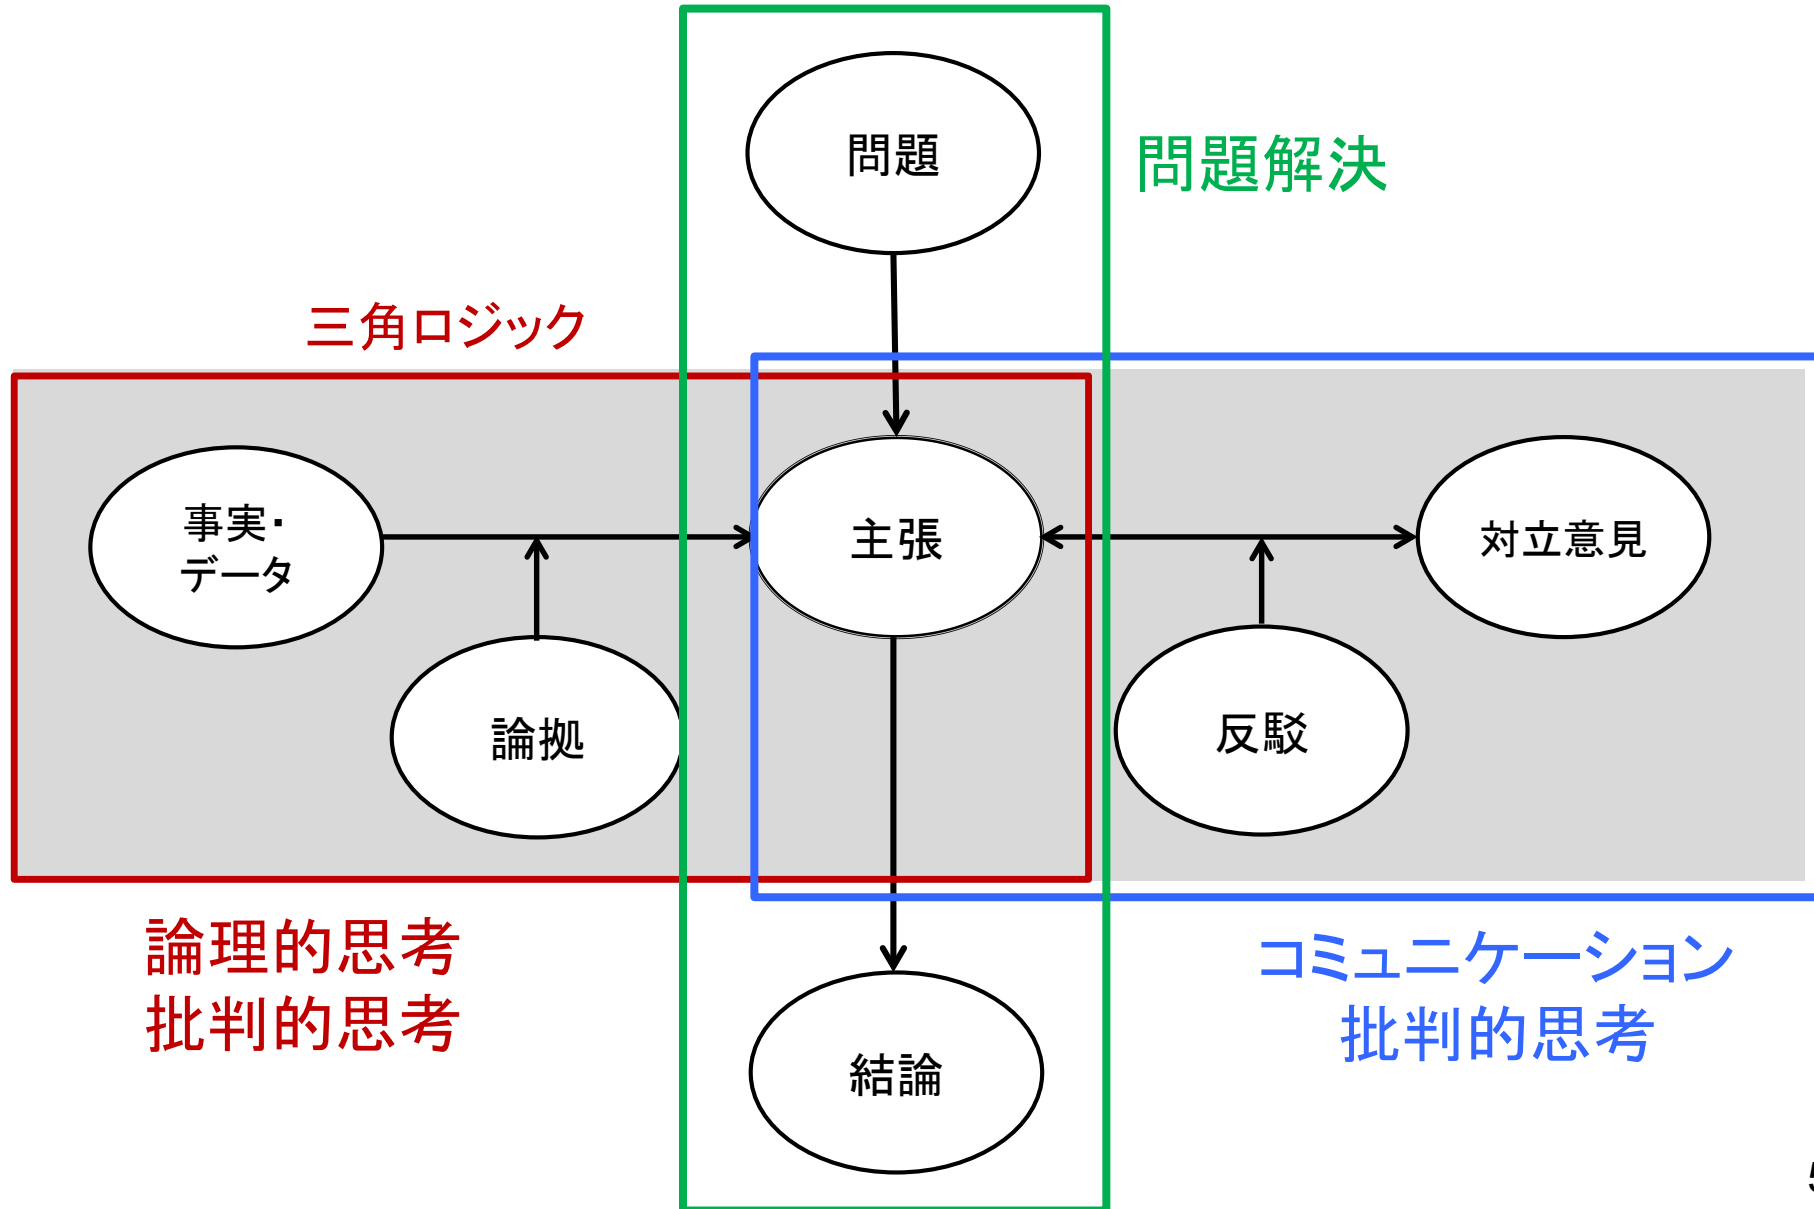 問題
問題解決
三角ロジック
事実・
データ
主張
対立意見
論拠
反駁
論理的思考
批判的思考
コミュニケーション
批判的思考
結論
5